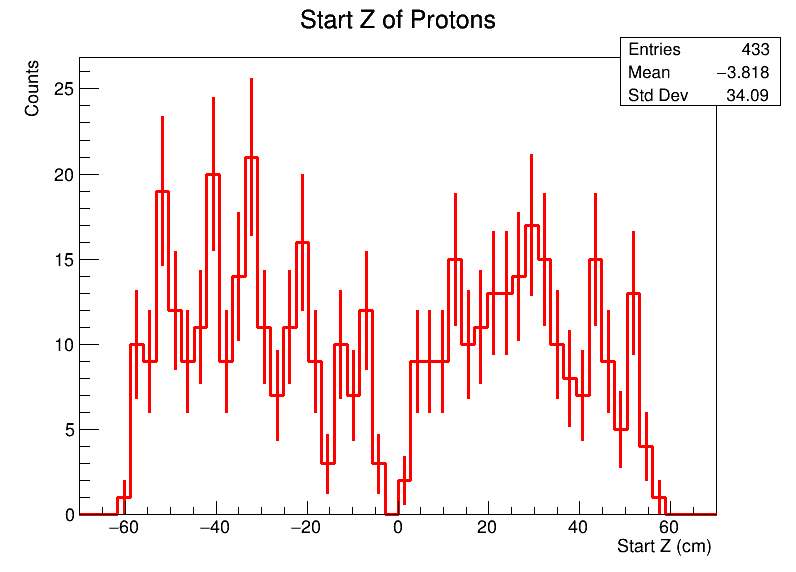 Start Z of Protons
Entries 433
Mean −3.818
Std Dev 34.09
Counts
25
20
15
10
5
0
−60 −40 −20 0 20 40 60
Start Z (cm)